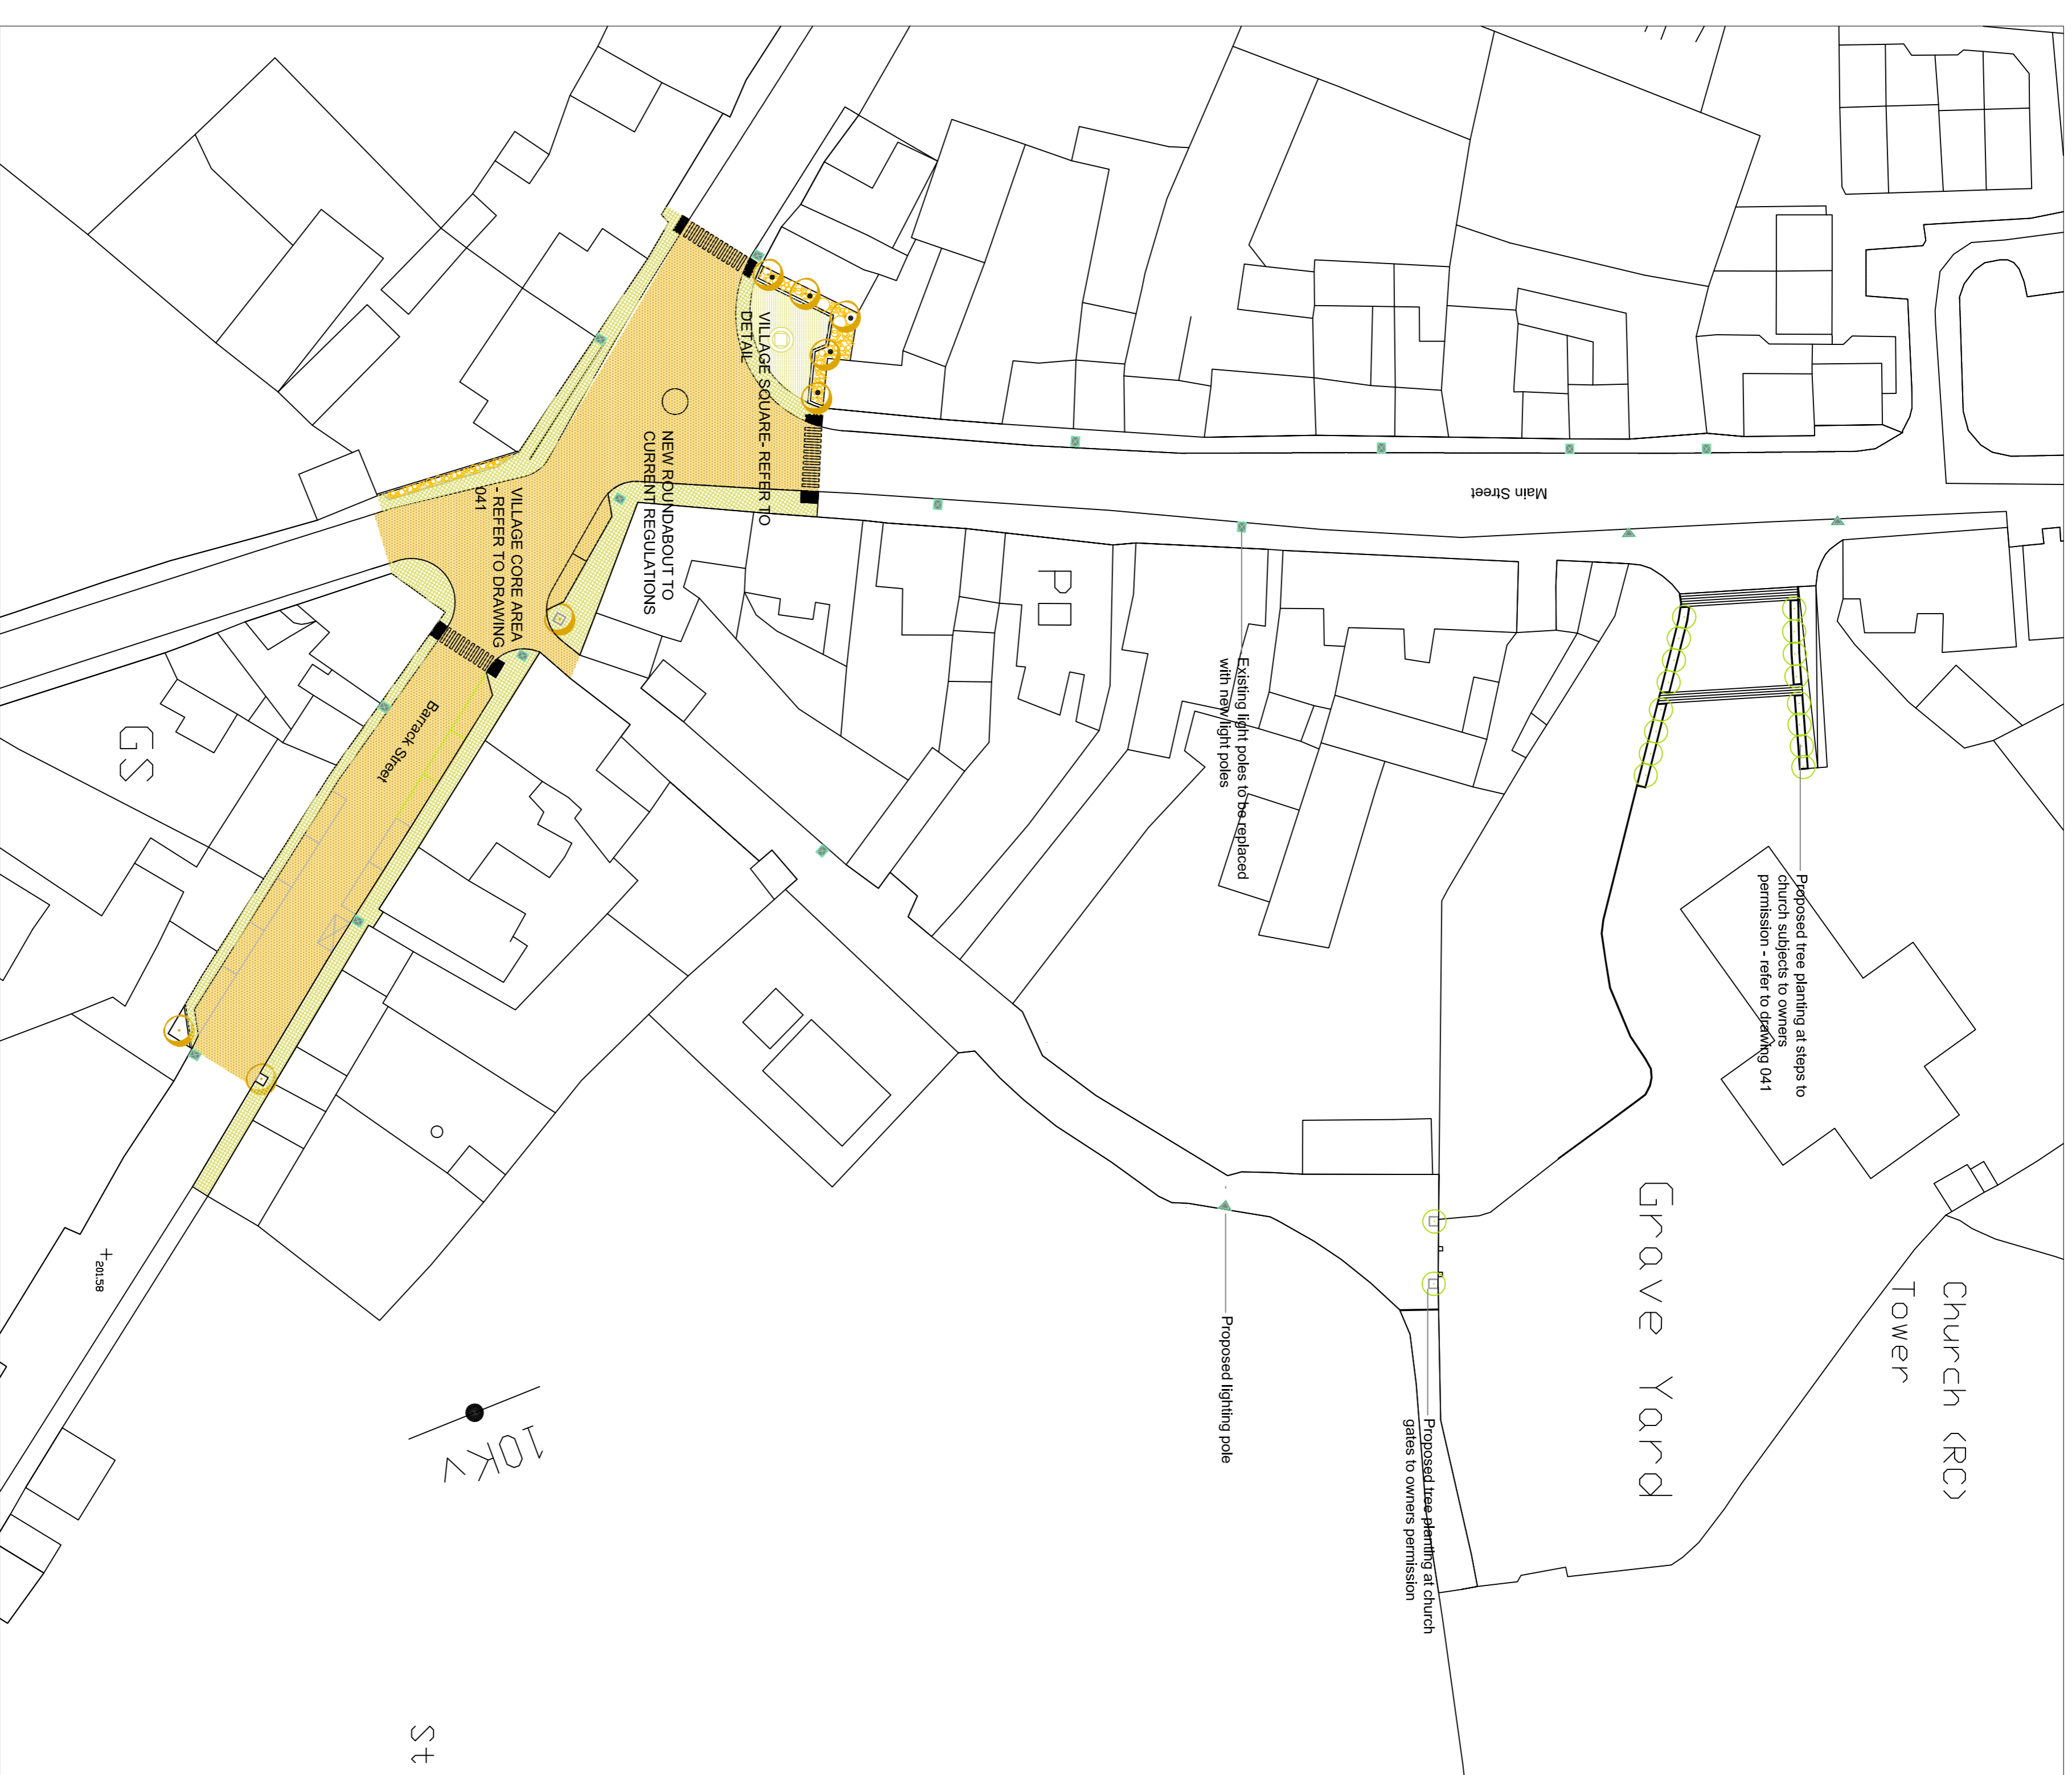 Main Street
VILLAGE SQUARE- REFER TO
DETAIL
NEW ROUNDABOUT TO
CURRENT REGULATIONS
VILLAGE CORE AREA
- REFER TO DRAWING
041
Barrack Street
Existing light poles to be replaced
with new light poles
Proposed tree planting at steps to
church subjects to owners
permission - refer to drawing 041
Proposed lighting pole
Proposed tree planting at church
gates to owners permission
Church (RC)
Tower
Grave Yard
GS
10KV
201.58
St